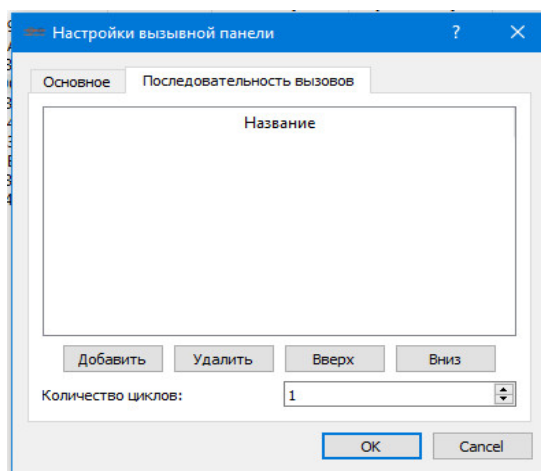 Настройки вызывной панели ?
Основное Последовательность вызовов
Название
Добавить Удалить Вверх Вниз
Количество циклов: 1
OK Cancel